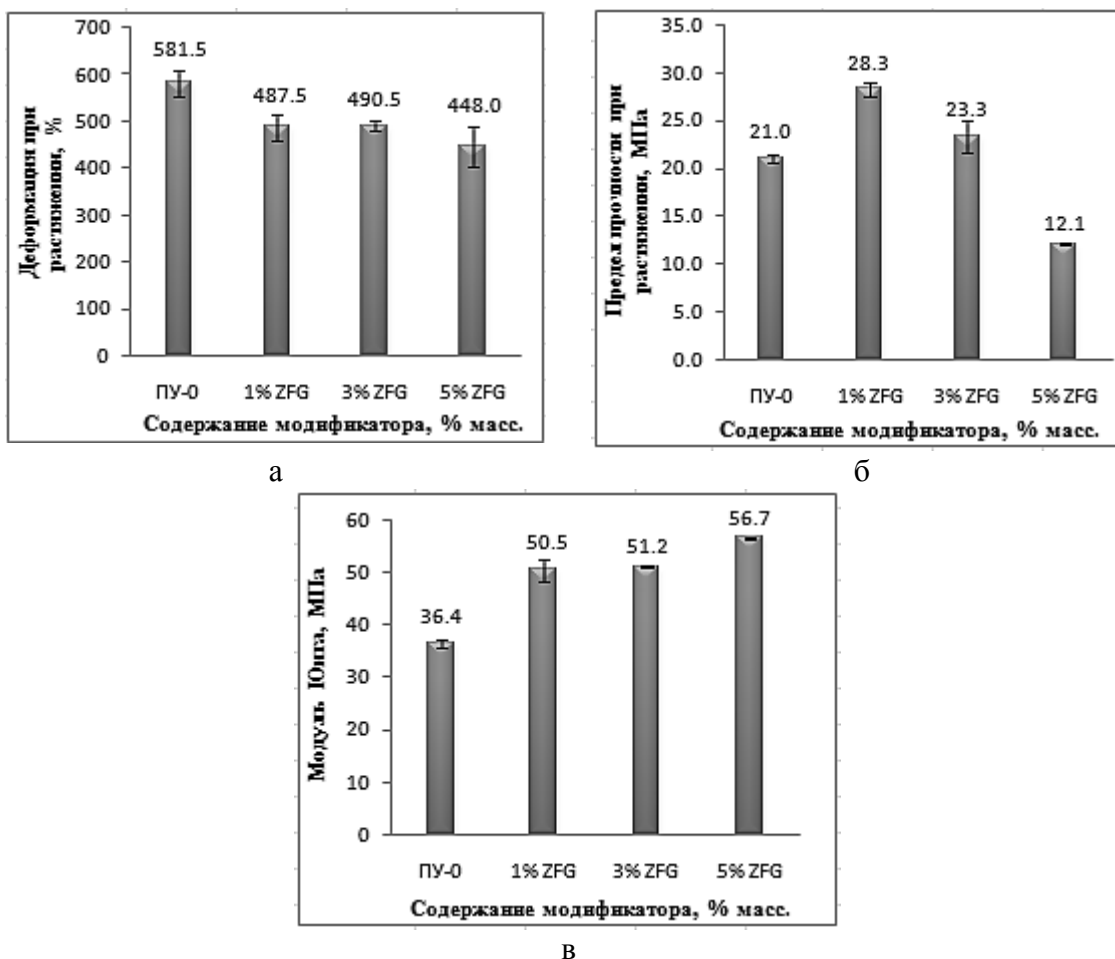 Деформация при
растяжении, %
700
600
500
400
300
200
100
0
581.5
487.5
490.5
448.0
ПУ-0 1% ZFG 3% ZFG 5% ZFG
Содержание модификатора, % масс.
а
Предел прочности при
растяжении, МПа
35.0
30.0
25.0
20.0
15.0
10.0
5.0
0.0
21.0
28.3
23.3
12.1
ПУ-0 1% ZFG 3% ZFG 5% ZFG
Содержание модификатора, % масс.
б
Модуль Юнга, МПа
60
50
40
30
20
10
0
36.4
50.5
51.2
56.7
ПУ-0 1% ZFG 3% ZFG 5% ZFG
Содержание модификатора, % масс.
в